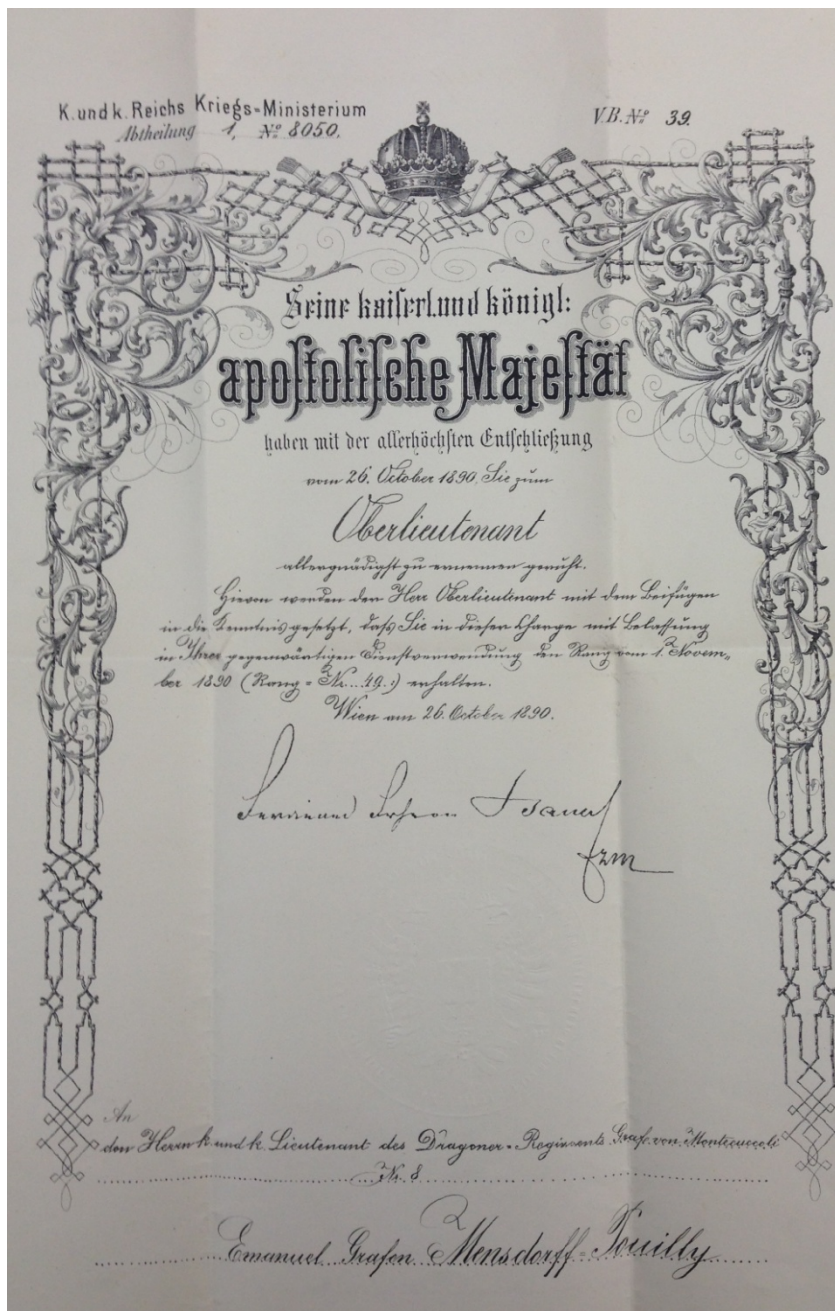 K. und k. Reichs Kriegs-Ministerium
Abtheilung 1, No 8050.
V.B. No 39.
Seine kaiserl. und königl:
apostolische Majestät
haben mit der allerhöchsten Entschließung
vom 26. October 1890. Sie zum
Oberlieutenant
allergnädigst zu ernennen geruht.
Hievon werden der Herr Oberlieutenant mit dem Beifügen
in die Kenntnis gesetzt, daß Sie in dieser Charge mit Belassung
in Ihrer gegenwärtigen Dienstverwendung den Rang vom 1. Novem-
ber 1890 (Rang-Nr. 49.) erhalten.
Wien am 26. October 1890.
fzm
An
den Herrn k. und k. Lieutenant des Dragoner-Regiments Graf von Montecuccoli
Nr. 8
Emanuel Grafen Mensdorff-Pouilly